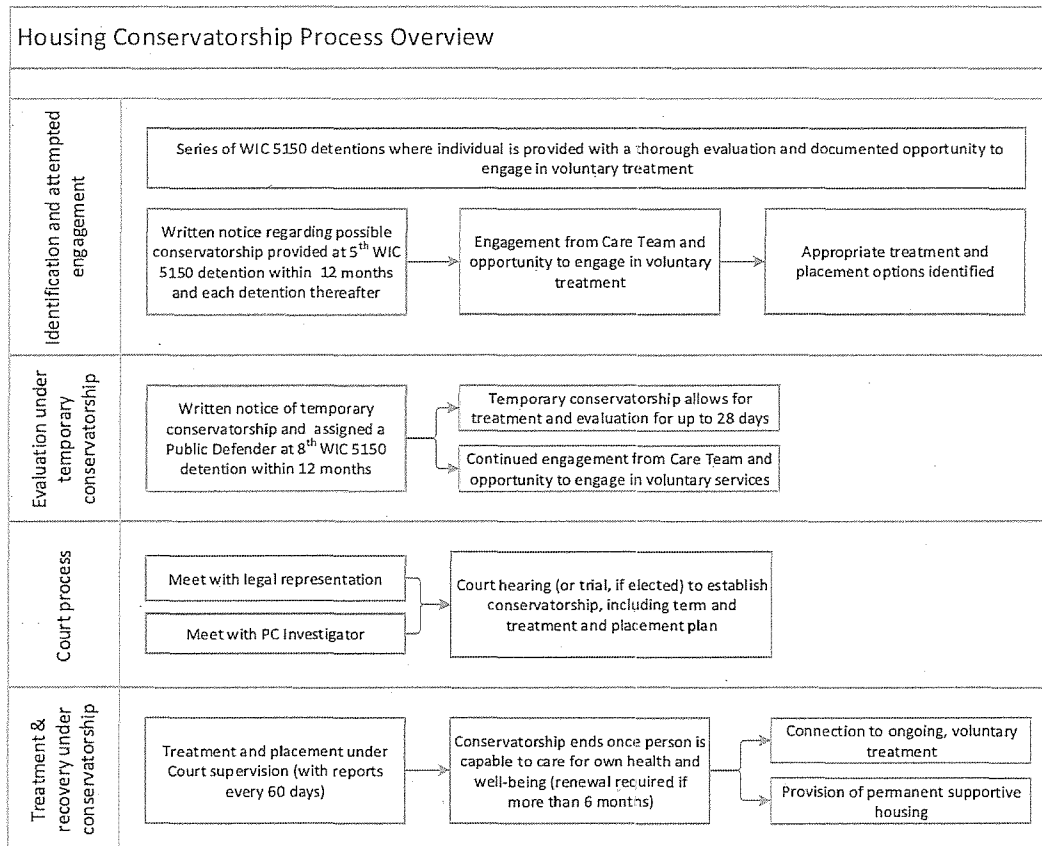 Housing Conservatorship Process Overview
Identification and attempted
engagement
Series of WIC 5150 detentions where individual is provided with a thorough evaluation and documented opportunity to
engage in voluntary treatment
Written notice regarding possible
conservatorship provided at 5th WIC
5150 detention within 12 months
and each detention thereafter
Engagement from Care Team and
opportunity to engage in voluntary
treatment
Appropriate treatment and
placement options identified
Evaluation under
temporary
conservatorship
Written notice of temporary
conservatorship and assigned a
Public Defender at 8th WIC 5150
detention within 12 months
Temporary conservatorship allows for
treatment and evaluation for up to 28 days
Continued engagement from Care Team and
opportunity to engage in voluntary services
Court process
Meet with legal representation
Meet with PC Investigator
Court hearing (or trial, if elected) to establish
conservatorship, including term and
treatment and placement plan
Treatment &
recovery under
conservatorship
Treatment and placement under
Court supervision (with reports
every 60 days)
Conservatorship ends once person is
capable to care for own health and
well-being (renewal required if
more than 6 months)
Connection to ongoing, voluntary
treatment
Provision of permanent supportive
housing